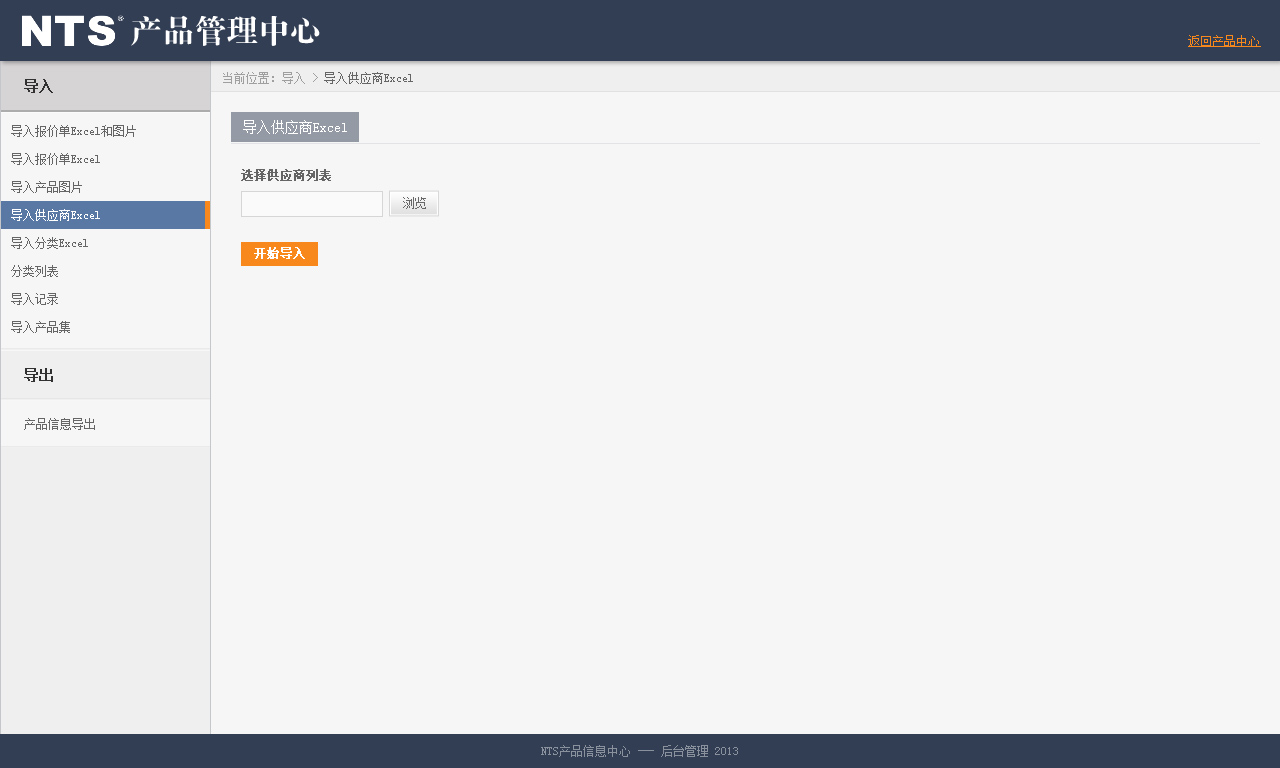 NTS® 产品管理中心
返回产品中心
导入
当前位置: 导入 > 导入供应商Excel
导入报价单Excel和图片
导入报价单Excel
导入产品图片
导入供应商Excel
导入分类Excel
分类列表
导入记录
导入产品集
导出
产品信息导出
导入供应商Excel
选择供应商列表
浏览
开始导入
NTS产品信息中心 —— 后台管理 2013